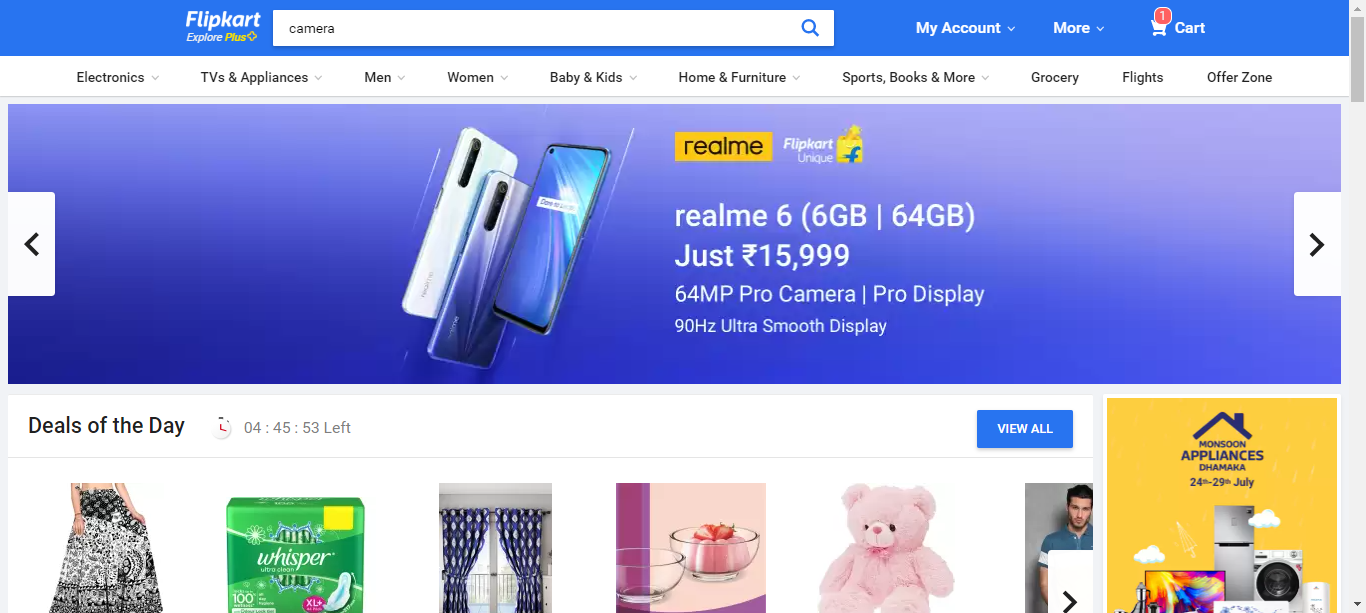 Flipkart
Explore Plus
camera
My Account
More
1
Cart
Electronics
TVs & Appliances
Men
Women
Baby & Kids
Home & Furniture
Sports, Books & More
Grocery
Flights
Offer Zone
realme
Flipkart
Unique
realme 6 (6GB | 64GB)
Just ₹15,999
64MP Pro Camera | Pro Display
90Hz Ultra Smooth Display
realme
realme
Deals of the Day
04 : 45 : 53 Left
VIEW ALL
MONSOON
APPLIANCES
DHAMAKA
24th-29th July
whisper
ultra clean
100%
XL+